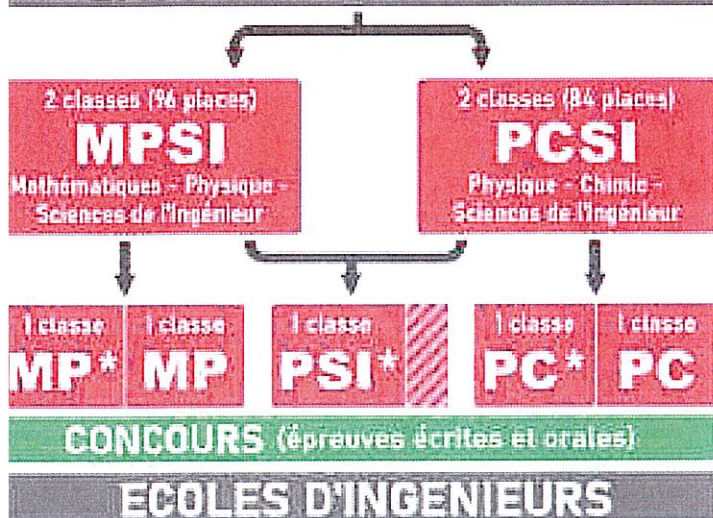 2 classes (96 places)
MPSI
Mathématiques - Physique -
Sciences de l'Ingénieur
2 classes (84 places)
PCSI
Physique - Chimie -
Sciences de l'Ingénieur
1 classe
MP*
1 classe
MP
1 classe
PSI*
1 classe
PC*
1 classe
PC
CONCOURS (épreuves écrites et orales)
ECOLES D'INGENIEURS